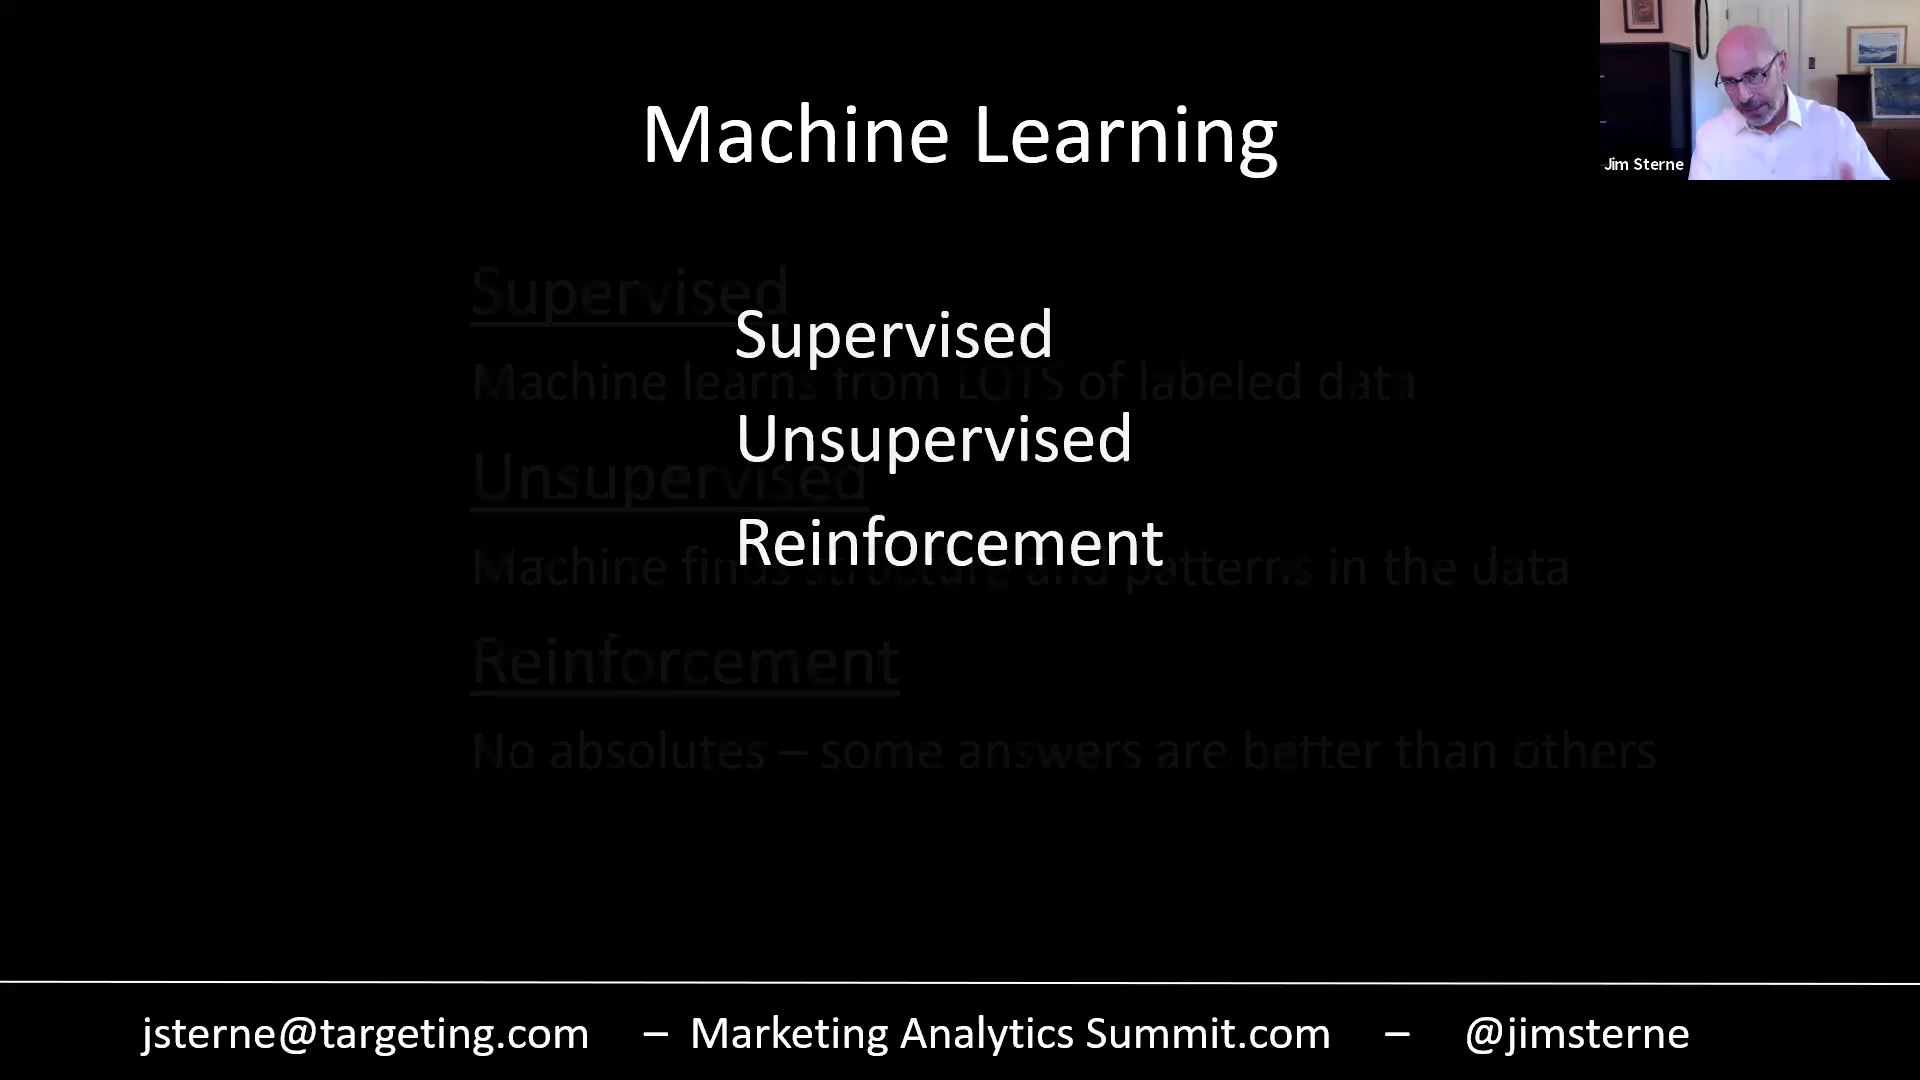 Machine Learning
Jim Sterne
Supervised
Supervised
Machine learns from LOTS of labeled data
Unsupervised
Unsupervised
Reinforcement
Machine finds structure and patterns in the data
Reinforcement
No absolutes – some answers are better than others
jsterne@targeting.com – Marketing Analytics Summit.com – @jimsterne